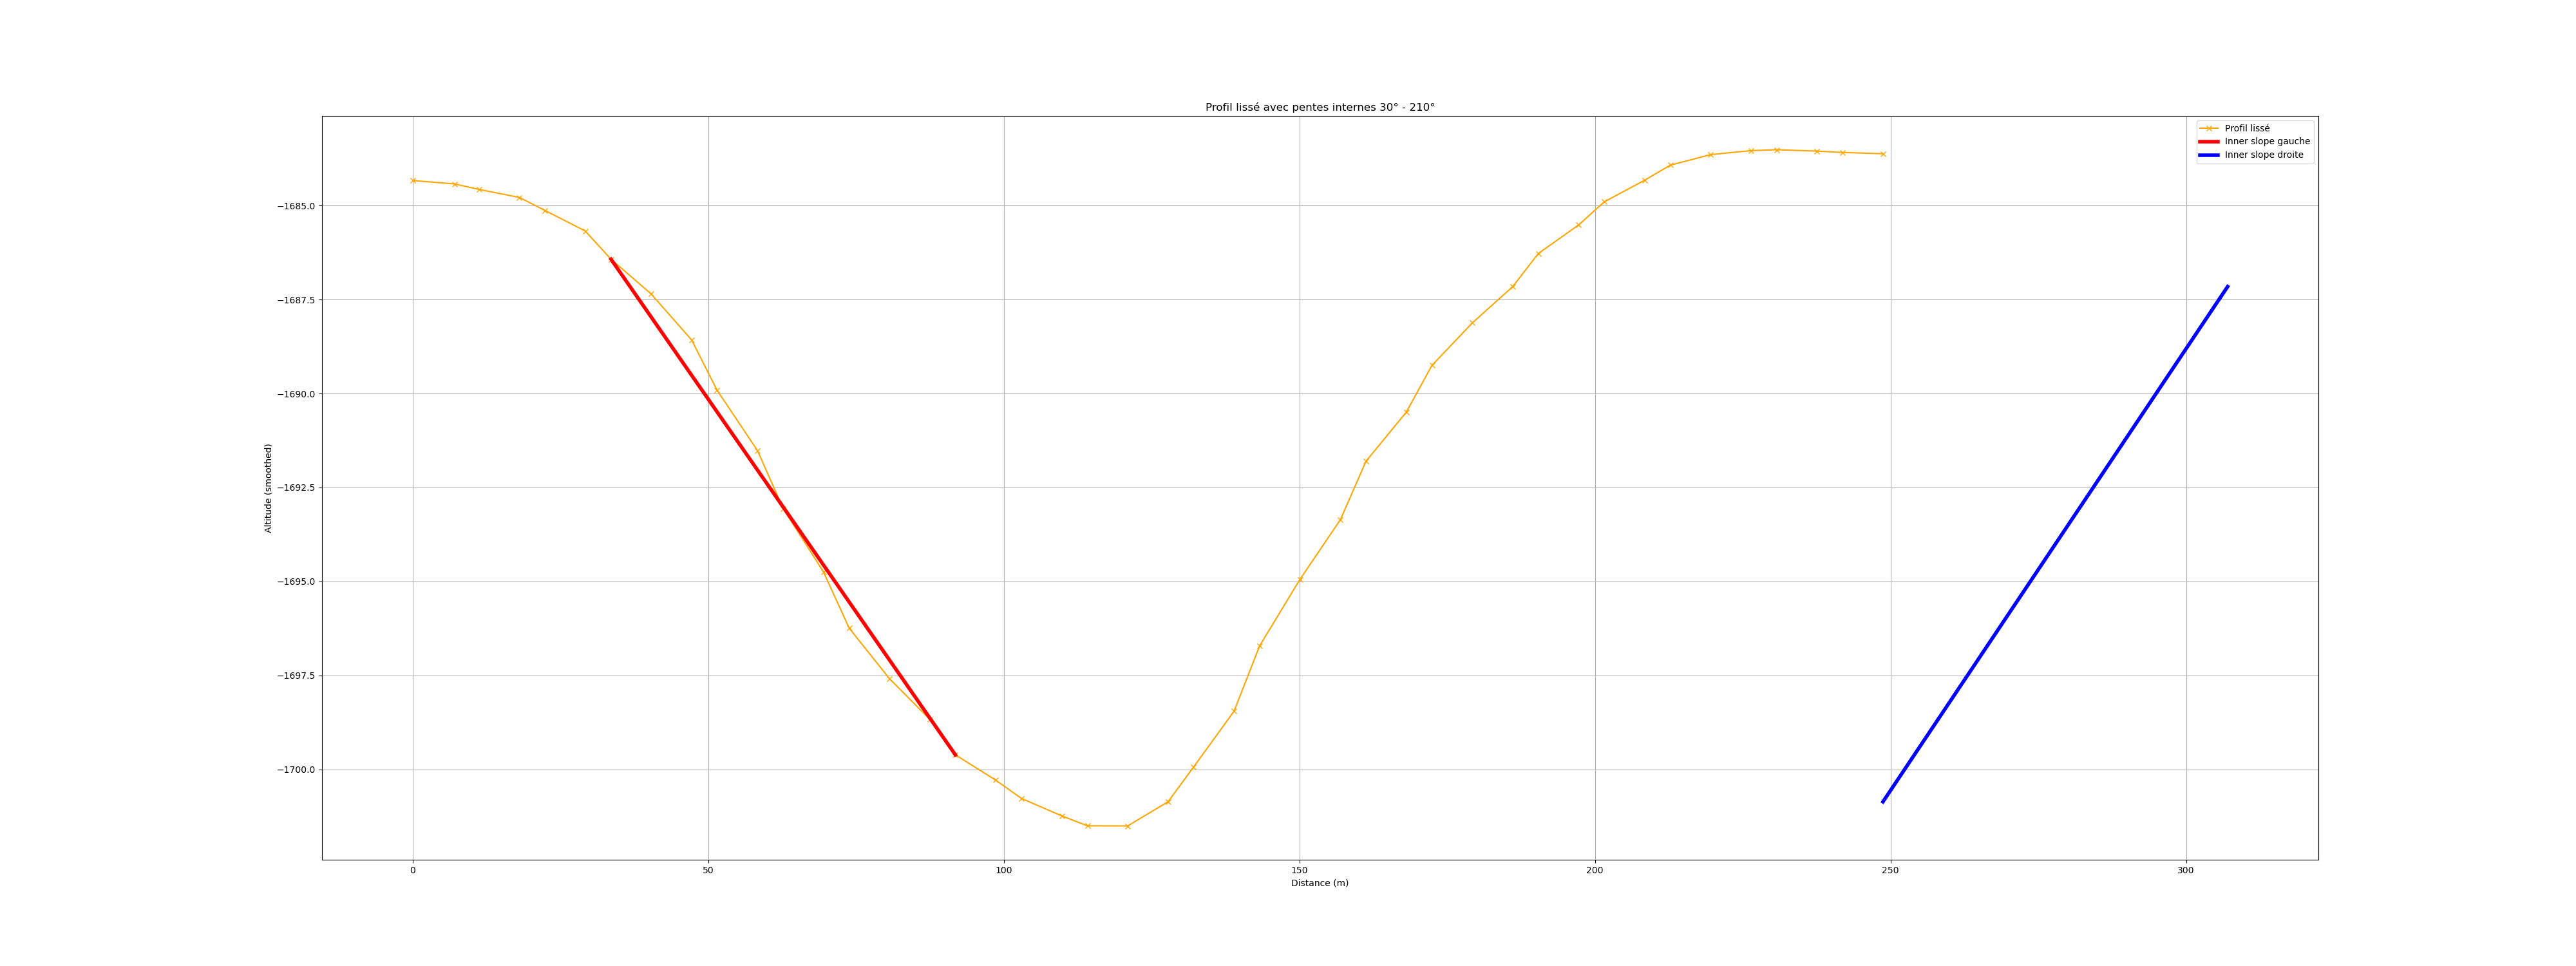 Profil lissé avec pentes internes 30° - 210°
Profil lissé
Inner slope gauche
Inner slope droite
−1685.0
−1687.5
−1690.0
−1692.5
−1695.0
−1697.5
−1700.0
Altitude (smoothed)
0 50 100 150 200 250 300
Distance (m)